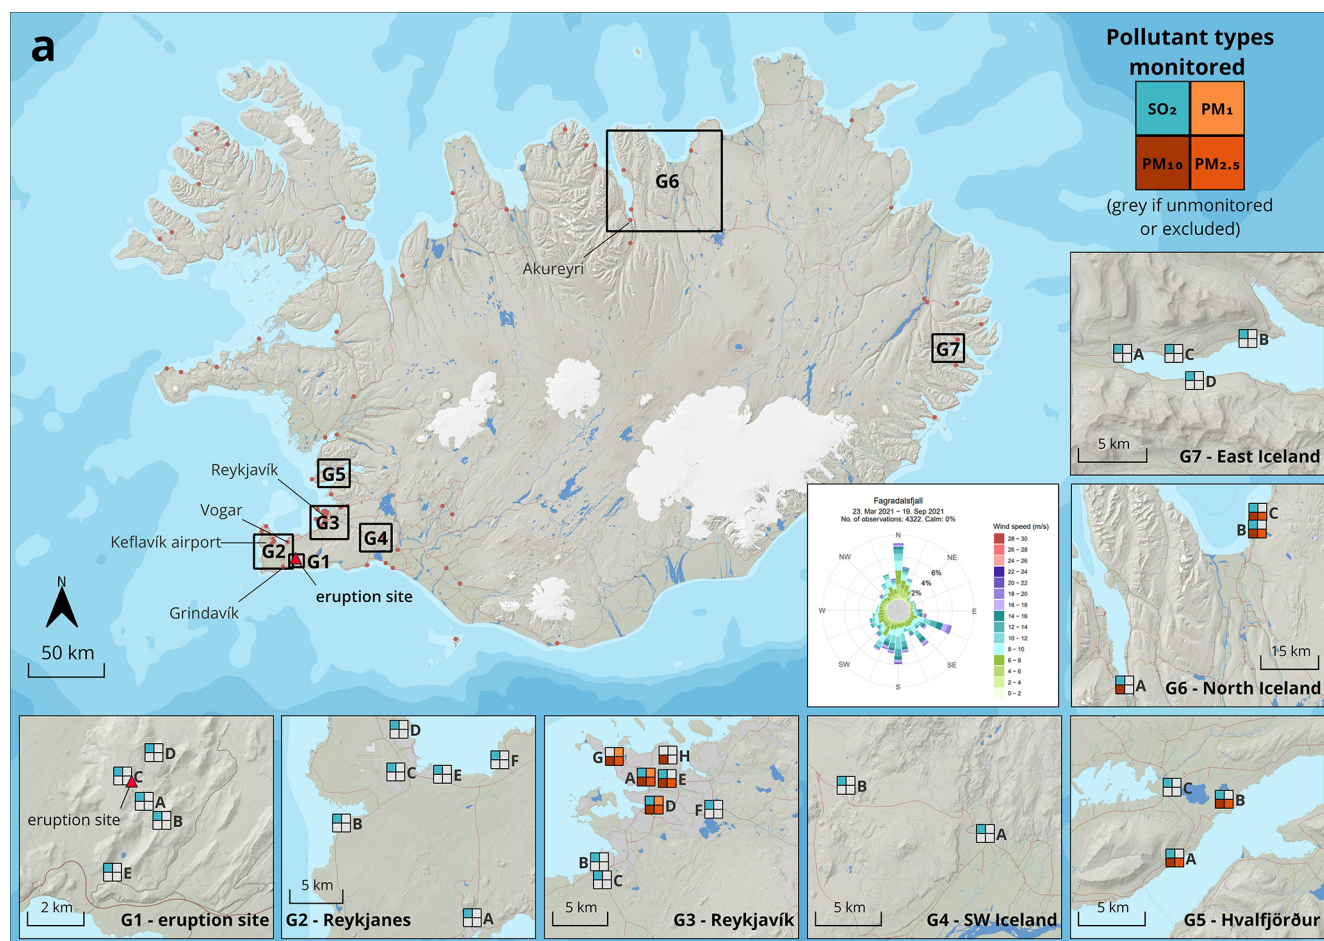 a
Pollutant types
monitored
SO₂
PM₁
PM₁₀
PM₂.₅
(grey if unmonitored
or excluded)
G6
Akureyri
G7
Reykjavík
G5
Vogar
G3
Keflavík airport
G2
G4
G1
eruption site
Grindavík
N
50 km
A
C
B
D
5 km
G7 - East Iceland
Fagradalsfjall
23. Mar 2021 – 19. Sep 2021
No. of observations: 4322. Calm: 0%
Wind speed (m/s)
N
NW
NE
6%
4%
2%
W
E
SW
SE
S
28 – 30
26 – 28
24 – 26
22 – 24
20 – 22
18 – 20
16 – 18
14 – 16
12 – 14
10 – 12
8 – 10
6 – 8
4 – 6
2 – 4
0 – 2
C
B
15 km
A
G6 - North Iceland
D
C
A
eruption site
B
E
2 km
G1 - eruption site
D
C
E
F
B
5 km
A
G2 - Reykjanes
G
H
A
E
D
F
B
C
5 km
G3 - Reykjavík
B
A
5 km
G4 - SW Iceland
C
B
A
5 km
G5 - Hvalfjörður